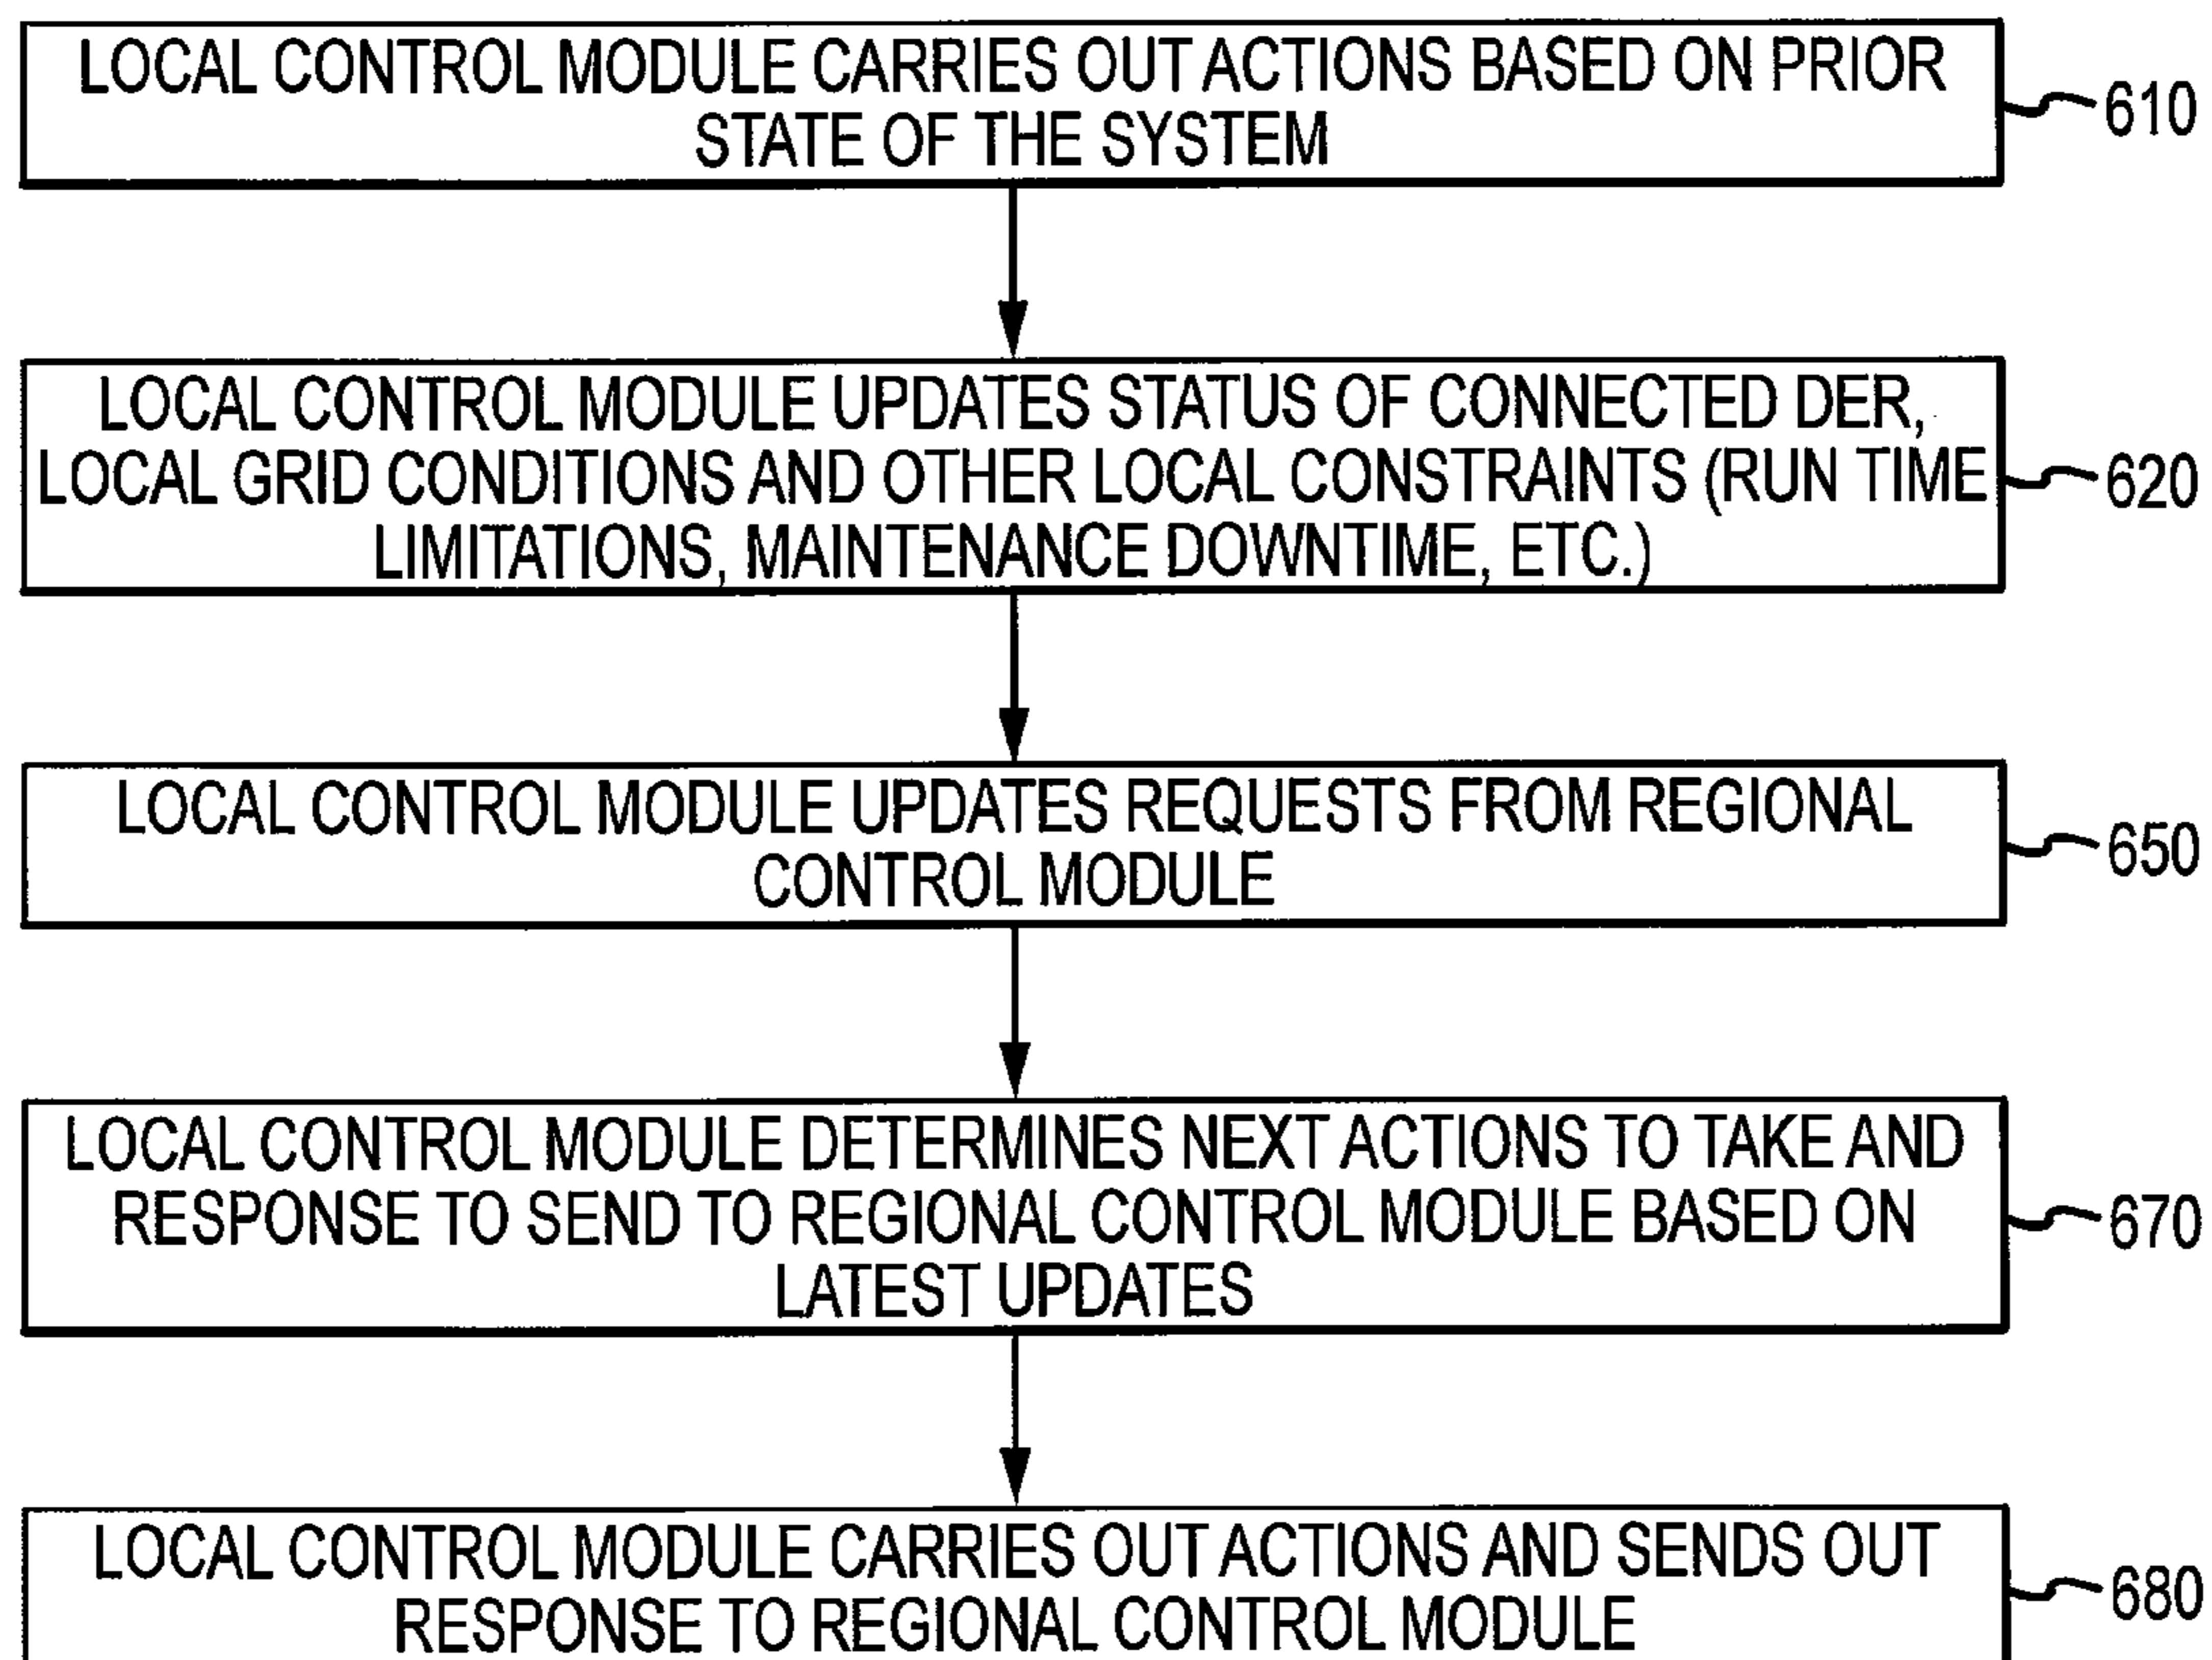 LOCAL CONTROL MODULE CARRIES OUT ACTIONS BASED ON PRIOR
STATE OF THE SYSTEM
610
LOCAL CONTROL MODULE UPDATES STATUS OF CONNECTED DER,
LOCAL GRID CONDITIONS AND OTHER LOCAL CONSTRAINTS (RUN TIME
LIMITATIONS, MAINTENANCE DOWNTIME, ETC.)
620
LOCAL CONTROL MODULE UPDATES REQUESTS FROM REGIONAL
CONTROL MODULE
650
LOCAL CONTROL MODULE DETERMINES NEXT ACTIONS TO TAKE AND
RESPONSE TO SEND TO REGIONAL CONTROL MODULE BASED ON
LATEST UPDATES
670
LOCAL CONTROL MODULE CARRIES OUT ACTIONS AND SENDS OUT
RESPONSE TO REGIONAL CONTROL MODULE
680